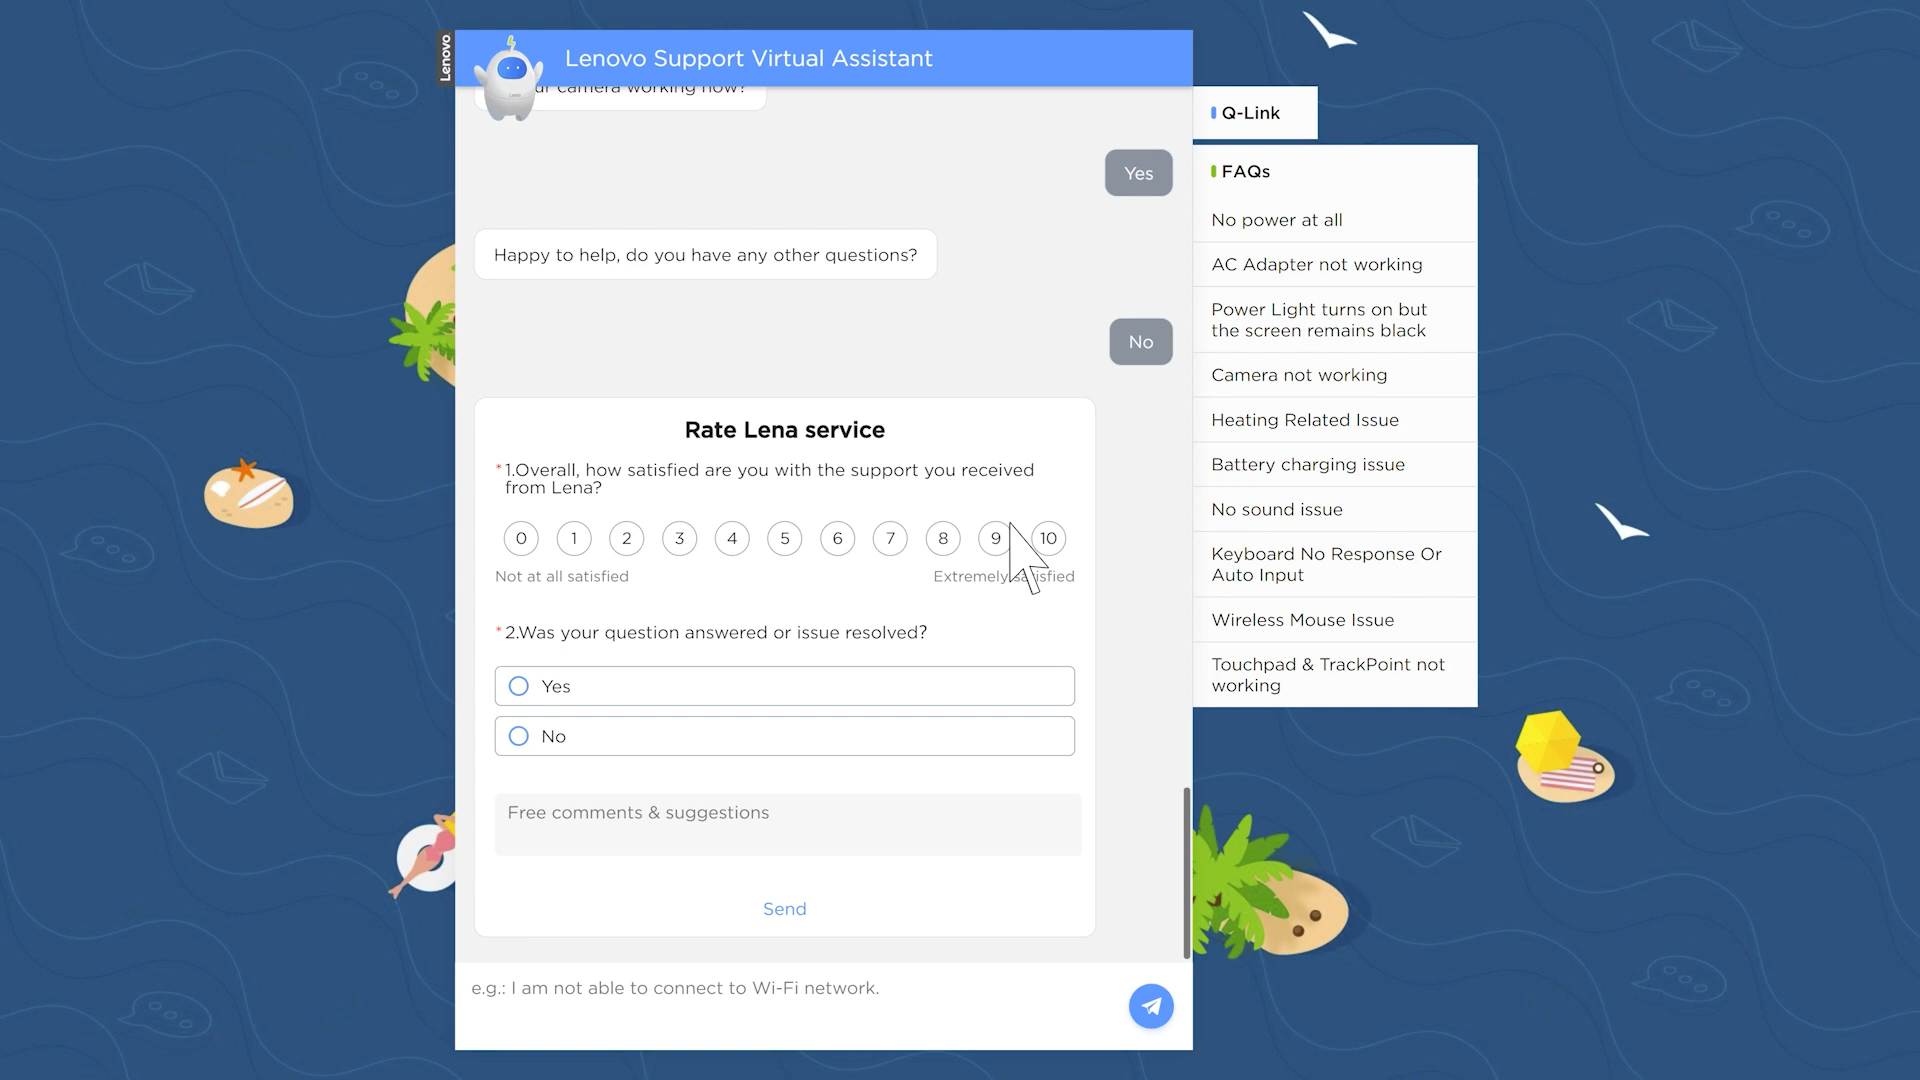 Lenovo
Lenovo Support Virtual Assistant
camera working now?
Yes
Happy to help, do you have any other questions?
No
Rate Lena service
*1.Overall, how satisfied are you with the support you received
from Lena?
0 1 2 3 4 5 6 7 8 9 10
Not at all satisfied Extremely satisfied
*2.Was your question answered or issue resolved?
Yes
No
Free comments & suggestions
Send
e.g.: I am not able to connect to Wi-Fi network.
Q-Link
FAQs
No power at all
AC Adapter not working
Power Light turns on but
the screen remains black
Camera not working
Heating Related Issue
Battery charging issue
No sound issue
Keyboard No Response Or
Auto Input
Wireless Mouse Issue
Touchpad & TrackPoint not
working